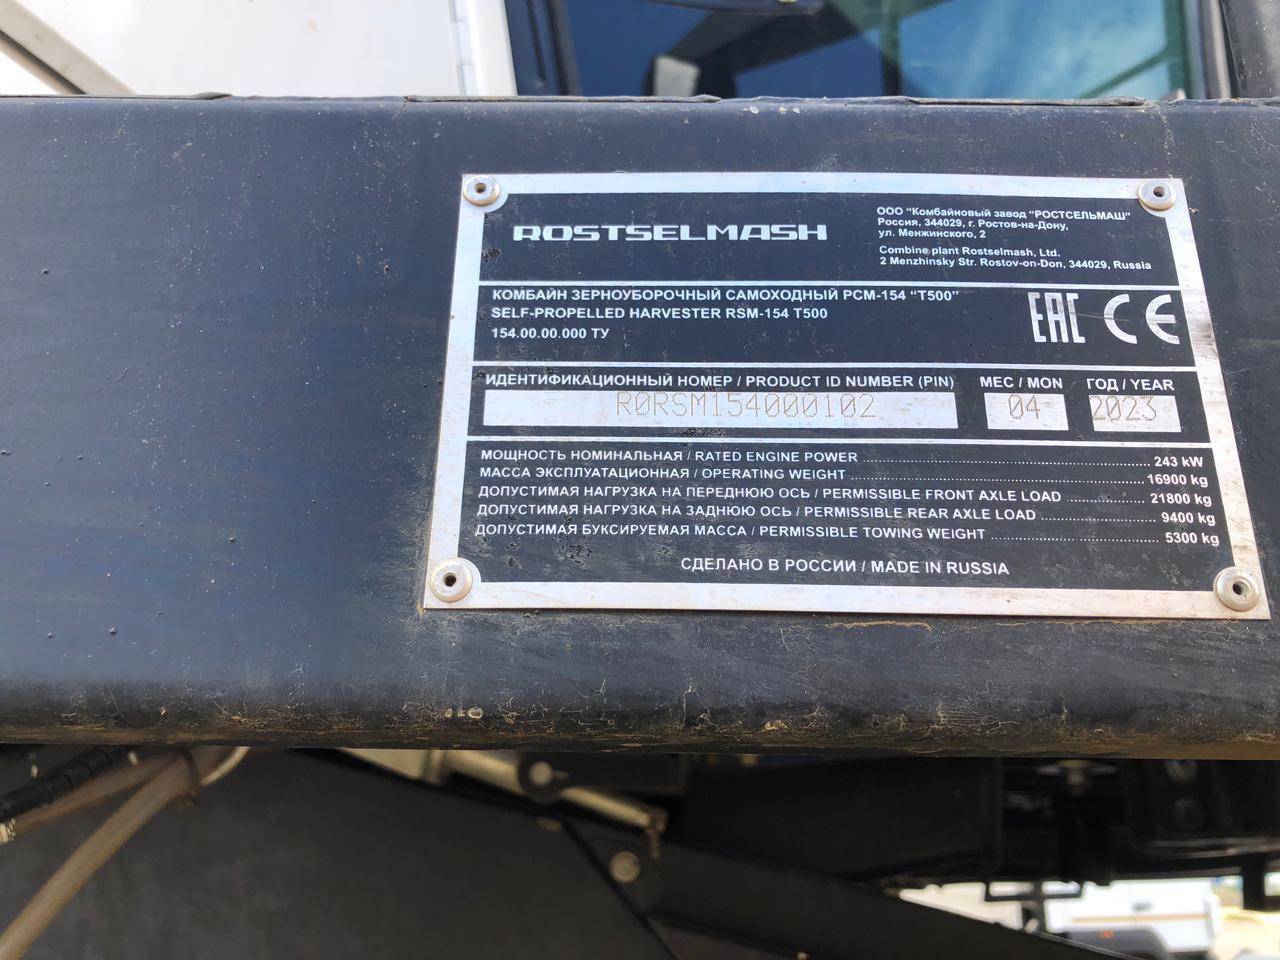 ROSTSELMASH
ООО "Комбайновый завод "РОСТСЕЛЬМАШ"
Россия, 344029, г. Ростов-на-Дону,
ул. Менжинского, 2
Combine plant Rostselmash, Ltd.
2 Menzhinsky Str. Rostov-on-Don, 344029, Russia
КОМБАЙН ЗЕРНОУБОРОЧНЫЙ САМОХОДНЫЙ РСМ-154 "Т500"
SELF-PROPELLED HARVESTER RSM-154 T500
154.00.00.000 ТУ
EAC CE
ИДЕНТИФИКАЦИОННЫЙ НОМЕР / PRODUCT ID NUMBER (PIN) МЕС / MON ГОД / YEAR
R0RSM154000102 04 2023
МОЩНОСТЬ НОМИНАЛЬНАЯ / RATED ENGINE POWER 243 kW
МАССА ЭКСПЛУАТАЦИОННАЯ / OPERATING WEIGHT 16900 kg
ДОПУСТИМАЯ НАГРУЗКА НА ПЕРЕДНЮЮ ОСЬ / PERMISSIBLE FRONT AXLE LOAD 21800 kg
ДОПУСТИМАЯ НАГРУЗКА НА ЗАДНЮЮ ОСЬ / PERMISSIBLE REAR AXLE LOAD 9400 kg
ДОПУСТИМАЯ БУКСИРУЕМАЯ МАССА / PERMISSIBLE TOWING WEIGHT 5300 kg
СДЕЛАНО В РОССИИ / MADE IN RUSSIA